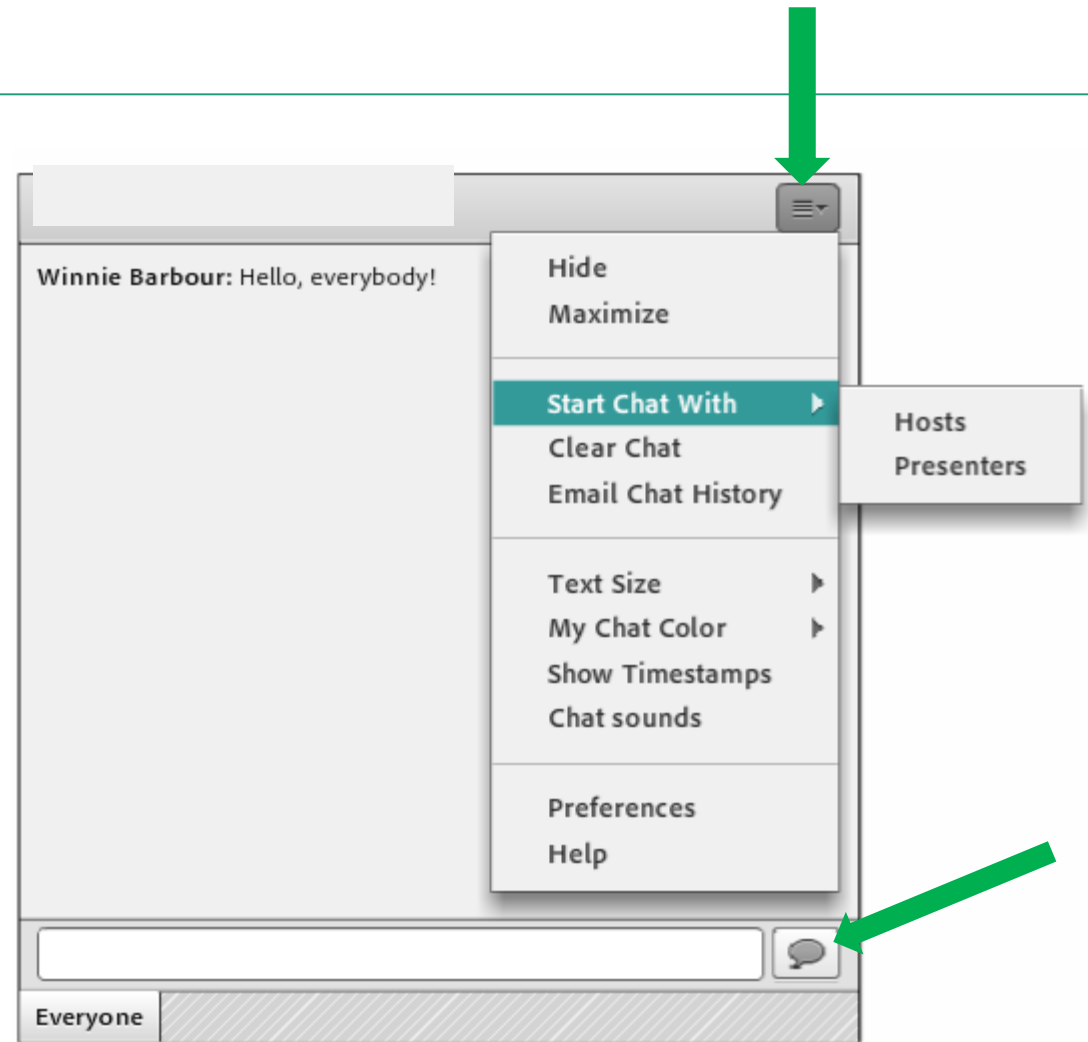 Winnie Barbour: Hello, everybody!
Hide
Maximize
Start Chat With
Hosts
Presenters
Clear Chat
Email Chat History
Text Size
My Chat Color
Show Timestamps
Chat sounds
Preferences
Help
Everyone